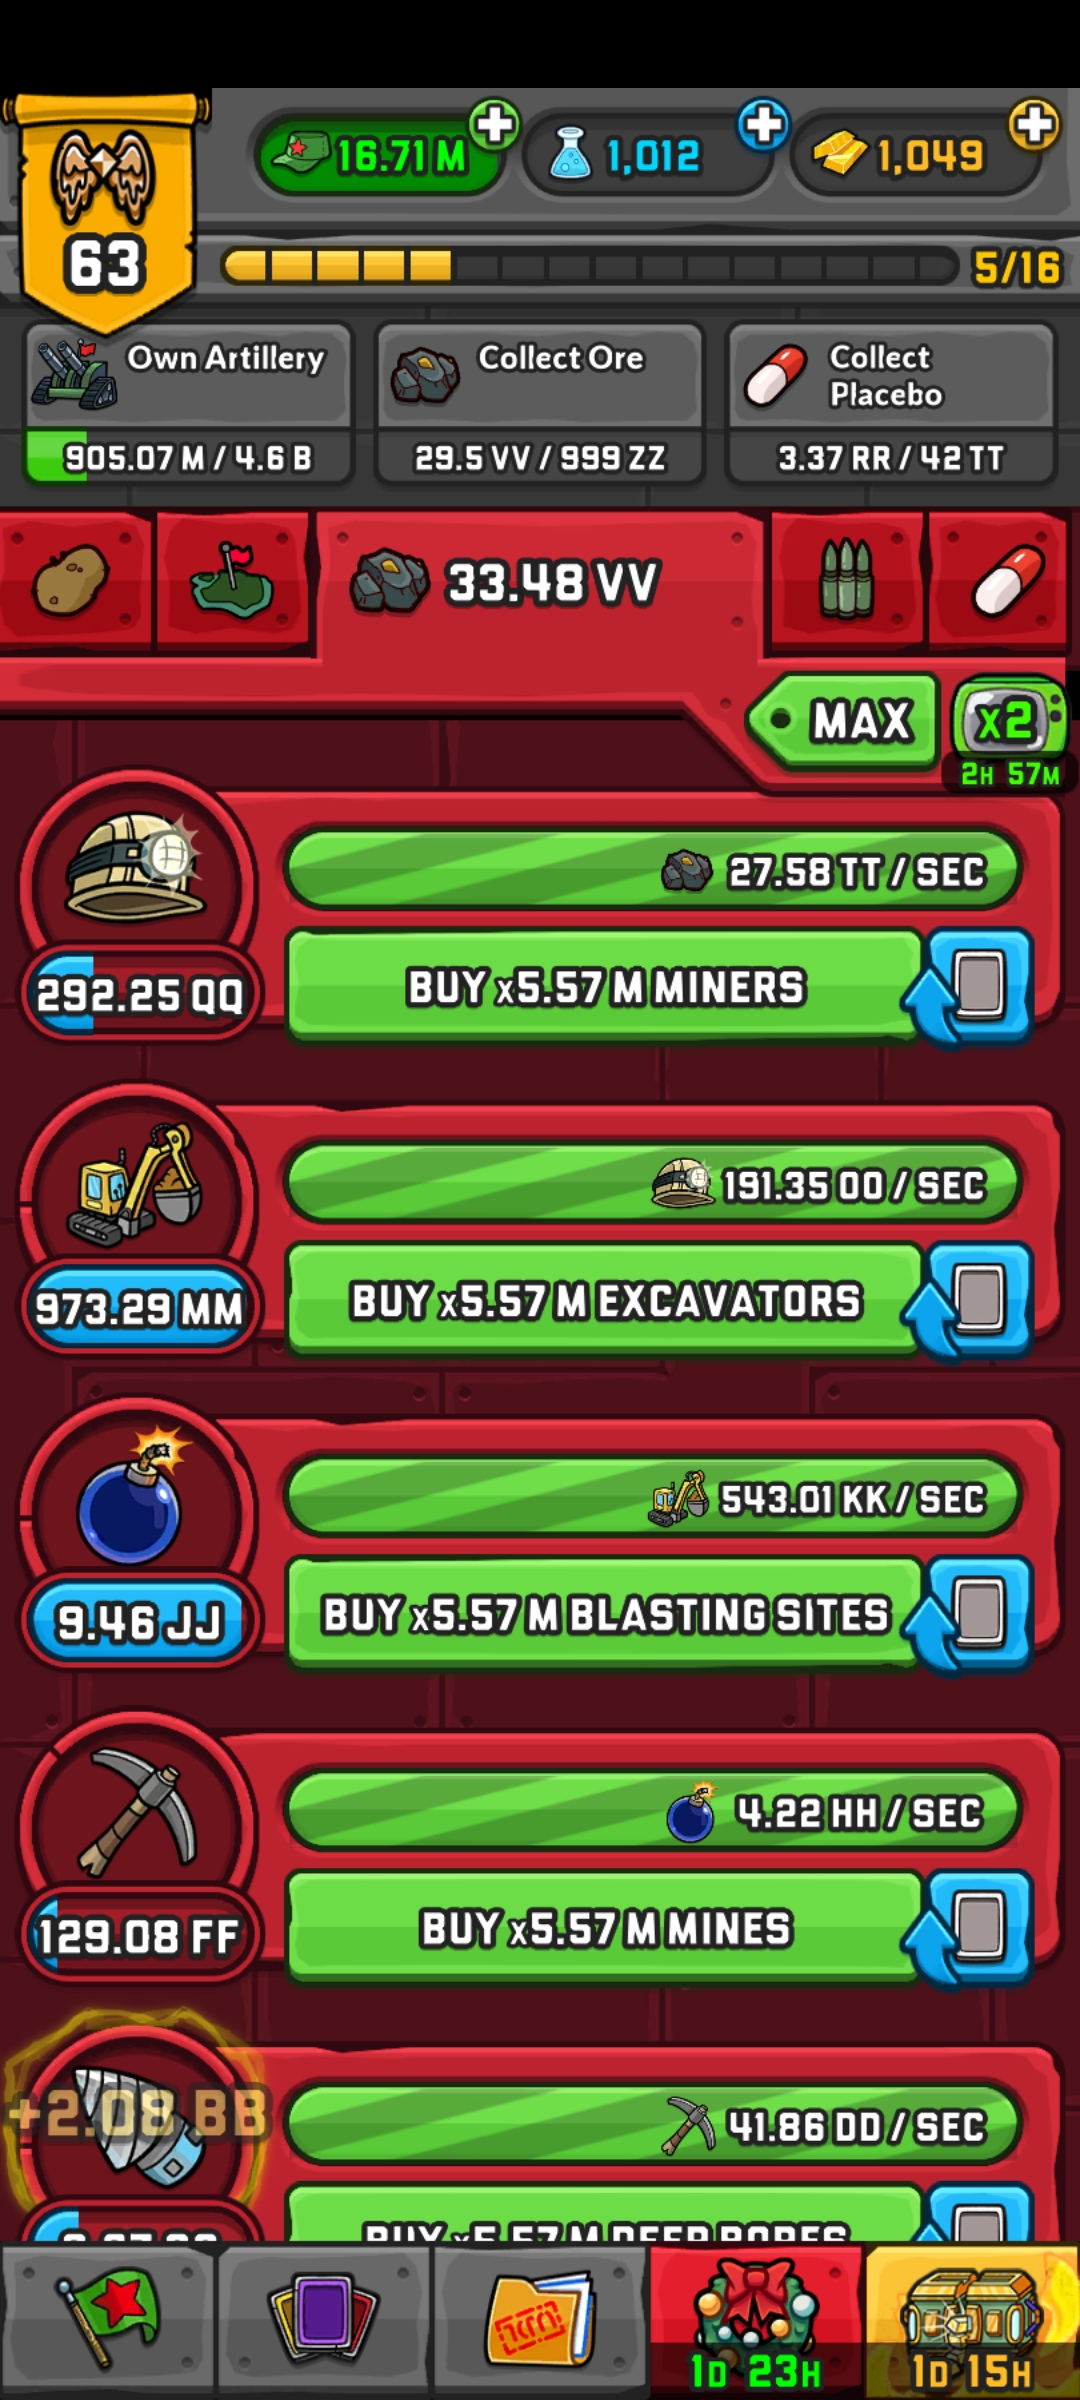 63
16.71 M
1,012
1,049
5/16
Own Artillery
905.07 M / 4.6 B
Collect Ore
29.5 VV / 999 ZZ
Collect
Placebo
3.37 RR / 42 TT
33.48 VV
MAX
x2
2H 57M
27.58 TT / SEC
292.25 QQ
BUY x5.57 M MINERS
191.35 OO / SEC
973.29 MM
BUY x5.57 M EXCAVATORS
543.01 KK / SEC
9.46 JJ
BUY x5.57 M BLASTING SITES
4.22 HH / SEC
129.08 FF
BUY x5.57 M MINES
+2.08 BB
41.86 DD / SEC
BUY x5.57 M DEEP BORES
1D 23H
1D 15H